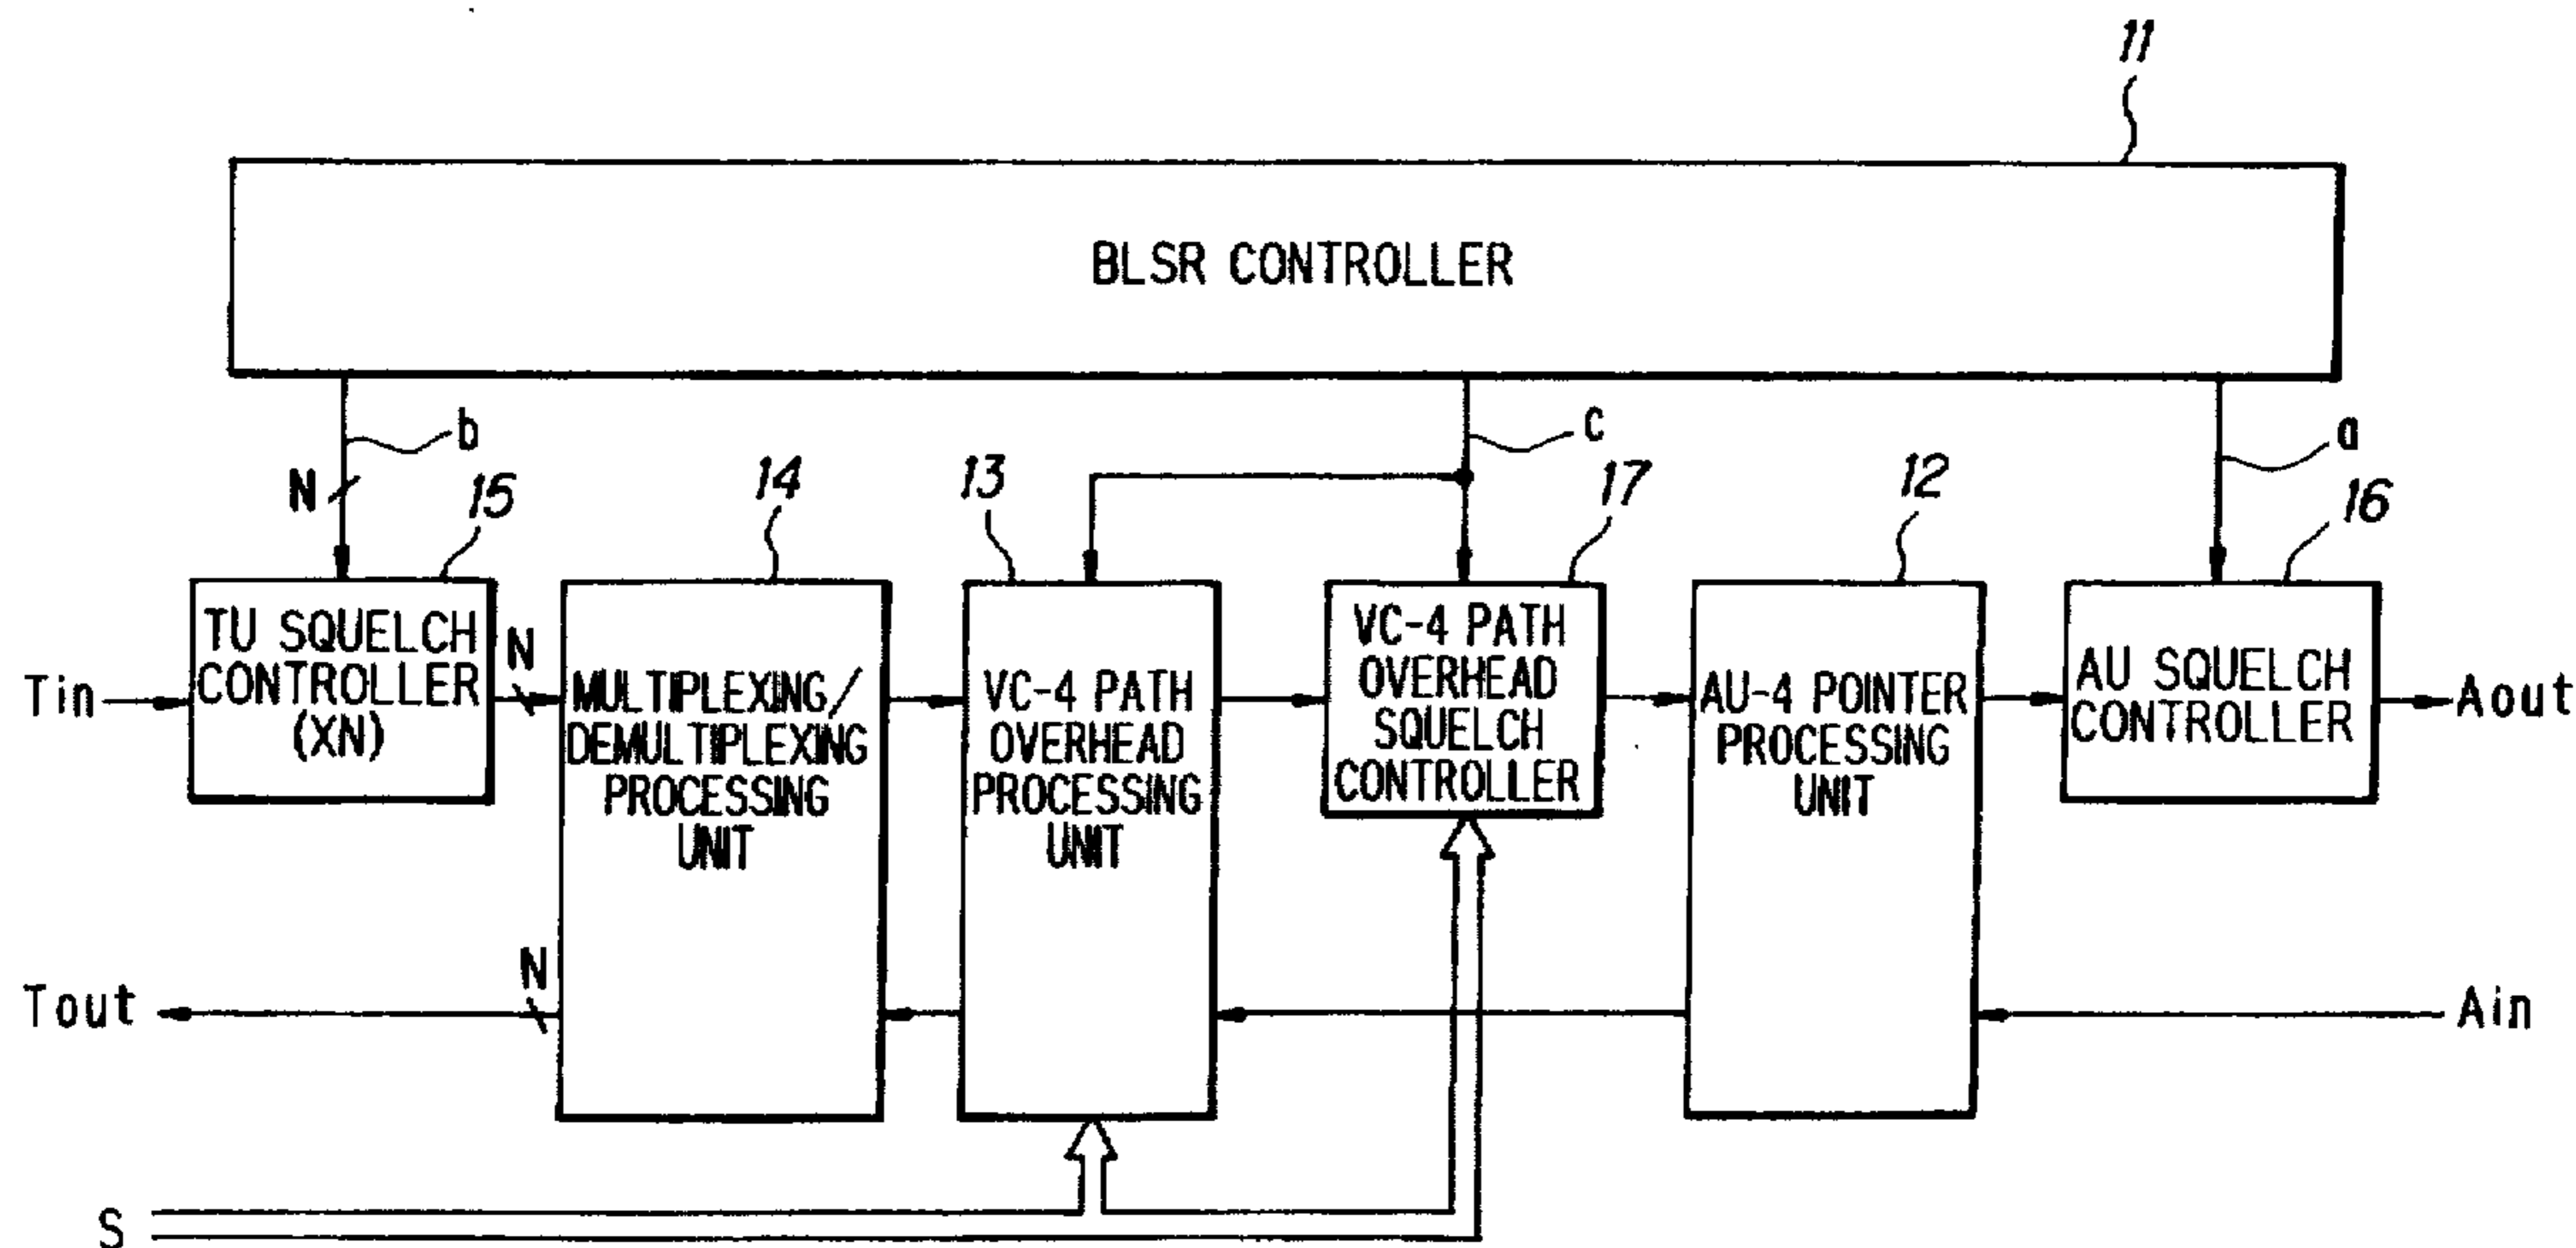 11
BLSR CONTROLLER
b
c
a
N
15
14
13
17
12
16
TU SQUELCH
CONTROLLER
(XN)
N
MULTIPLEXING/
DEMULTIPLEXING
PROCESSING
UNIT
VC-4 PATH
OVERHEAD
PROCESSING
UNIT
VC-4 PATH
OVERHEAD
SQUELCH
CONTROLLER
AU-4 POINTER
PROCESSING
UNIT
AU SQUELCH
CONTROLLER
Tin
Aout
N
Tout
Ain
S